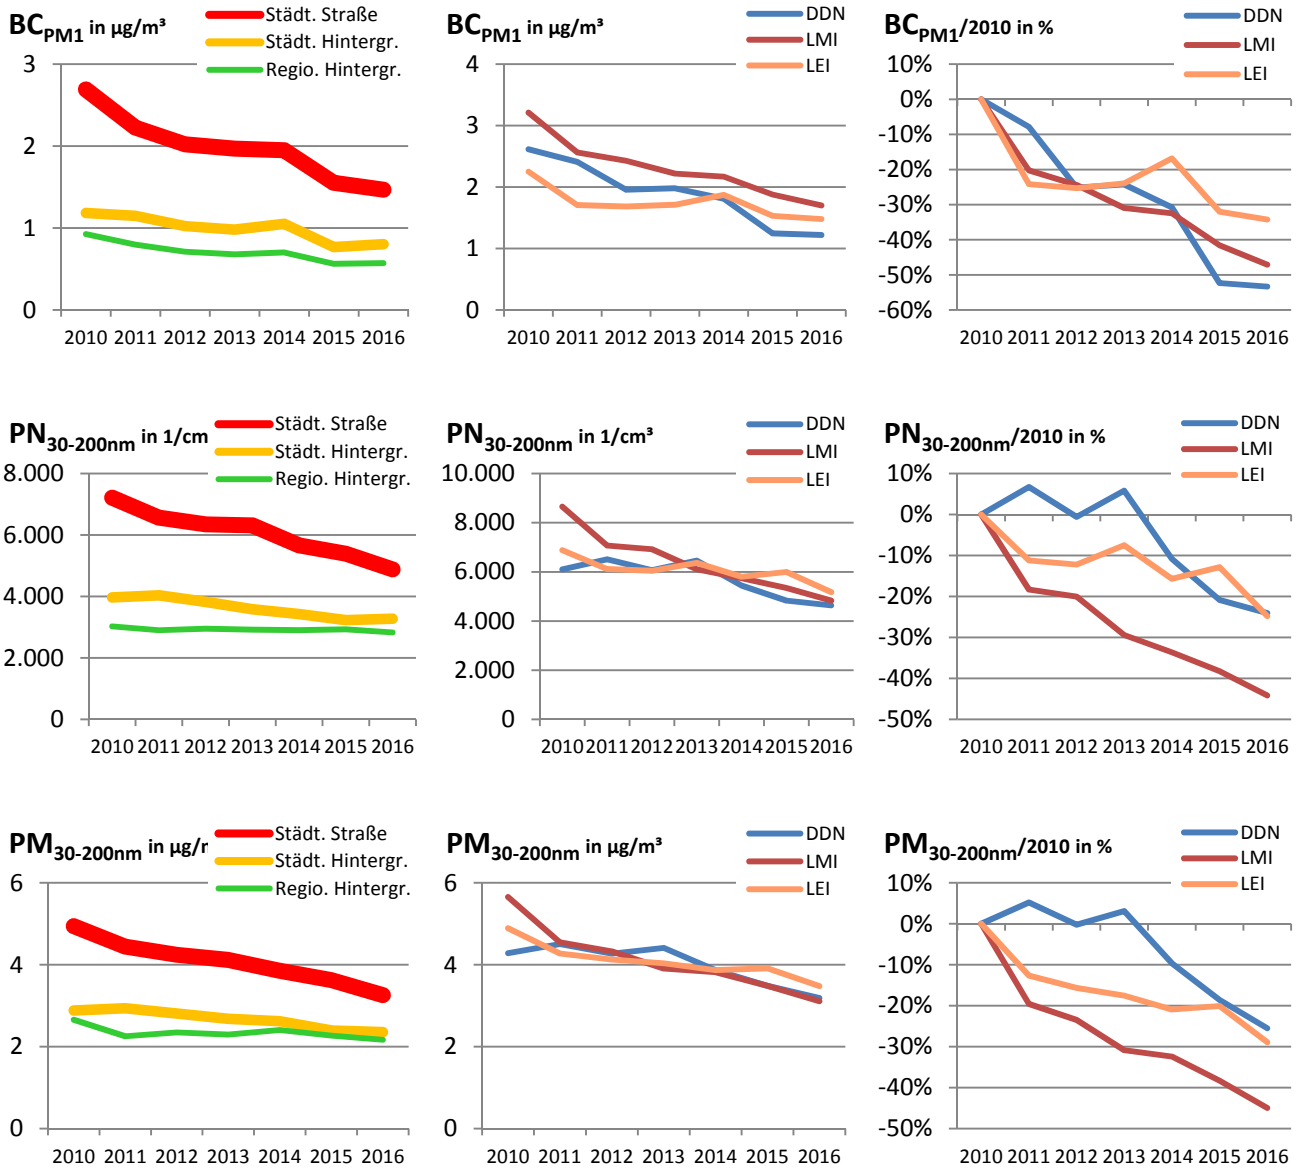 BC_PM1 in µg/m³
Städt. Straße
Städt. Hintergr.
Regio. Hintergr.
3
2
1
0
2010 2011 2012 2013 2014 2015 2016
BC_PM1 in µg/m³
DDN
LMI
LEI
4
3
2
1
0
2010 2011 2012 2013 2014 2015 2016
BC_PM1/2010 in %
DDN
LMI
LEI
10%
0%
-10%
-20%
-30%
-40%
-50%
-60%
2010 2011 2012 2013 2014 2015 2016
PN_30-200nm in 1/cm
Städt. Straße
Städt. Hintergr.
Regio. Hintergr.
8.000
6.000
4.000
2.000
0
2010 2011 2012 2013 2014 2015 2016
PN_30-200nm in 1/cm³
DDN
LMI
LEI
10.000
8.000
6.000
4.000
2.000
0
2010 2011 2012 2013 2014 2015 2016
PN_30-200nm/2010 in %
DDN
LMI
LEI
10%
0%
-10%
-20%
-30%
-40%
-50%
2010 2011 2012 2013 2014 2015 2016
PM_30-200nm in µg/
Städt. Straße
Städt. Hintergr.
Regio. Hintergr.
6
4
2
0
2010 2011 2012 2013 2014 2015 2016
PM_30-200nm in µg/m³
DDN
LMI
LEI
6
4
2
0
2010 2011 2012 2013 2014 2015 2016
PM_30-200nm/2010 in %
DDN
LMI
LEI
10%
0%
-10%
-20%
-30%
-40%
-50%
2010 2011 2012 2013 2014 2015 2016